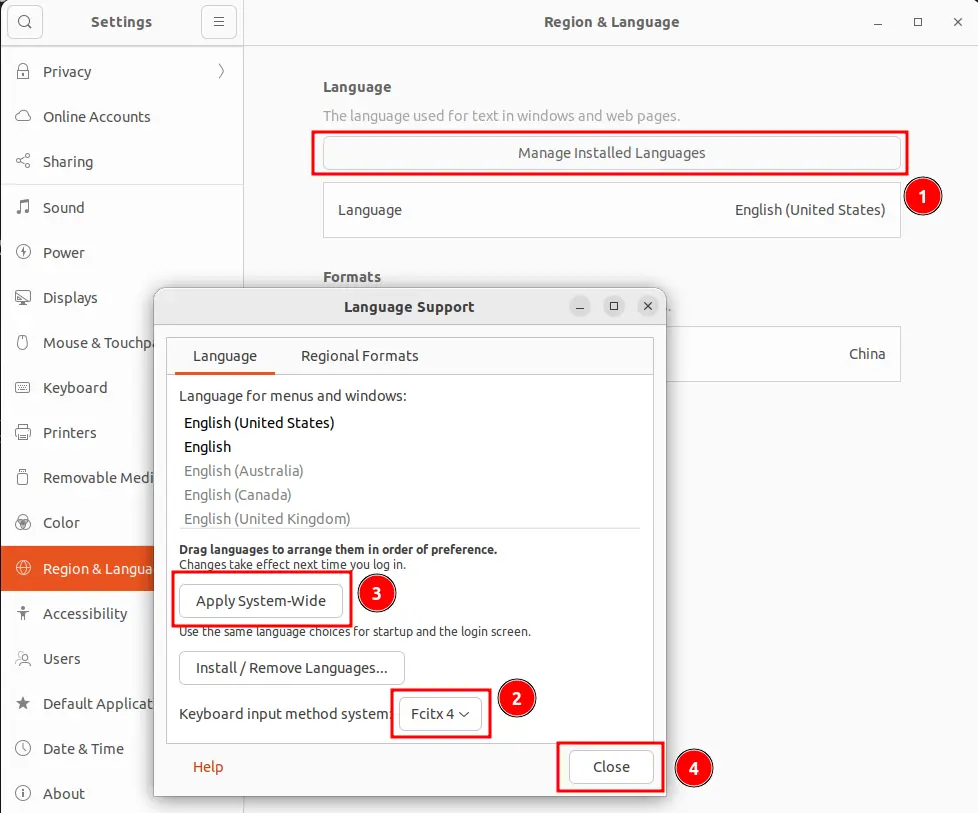 Settings
Region & Language
Privacy
Online Accounts
Sharing
Sound
Power
Displays
Mouse & Touchpa
Keyboard
Printers
Removable Medi
Color
Region & Langua
Accessibility
Users
Default Applicat
Date & Time
About
Language
The language used for text in windows and web pages.
Manage Installed Languages
1
Language English (United States)
Formats
China
Language Support
Language Regional Formats
Language for menus and windows:
English (United States)
English
English (Australia)
English (Canada)
English (United Kingdom)
Drag languages to arrange them in order of preference.
Changes take effect next time you log in.
Apply System-Wide
3
Use the same language choices for startup and the login screen.
Install / Remove Languages...
Keyboard input method system: Fcitx 4
2
Help Close
4